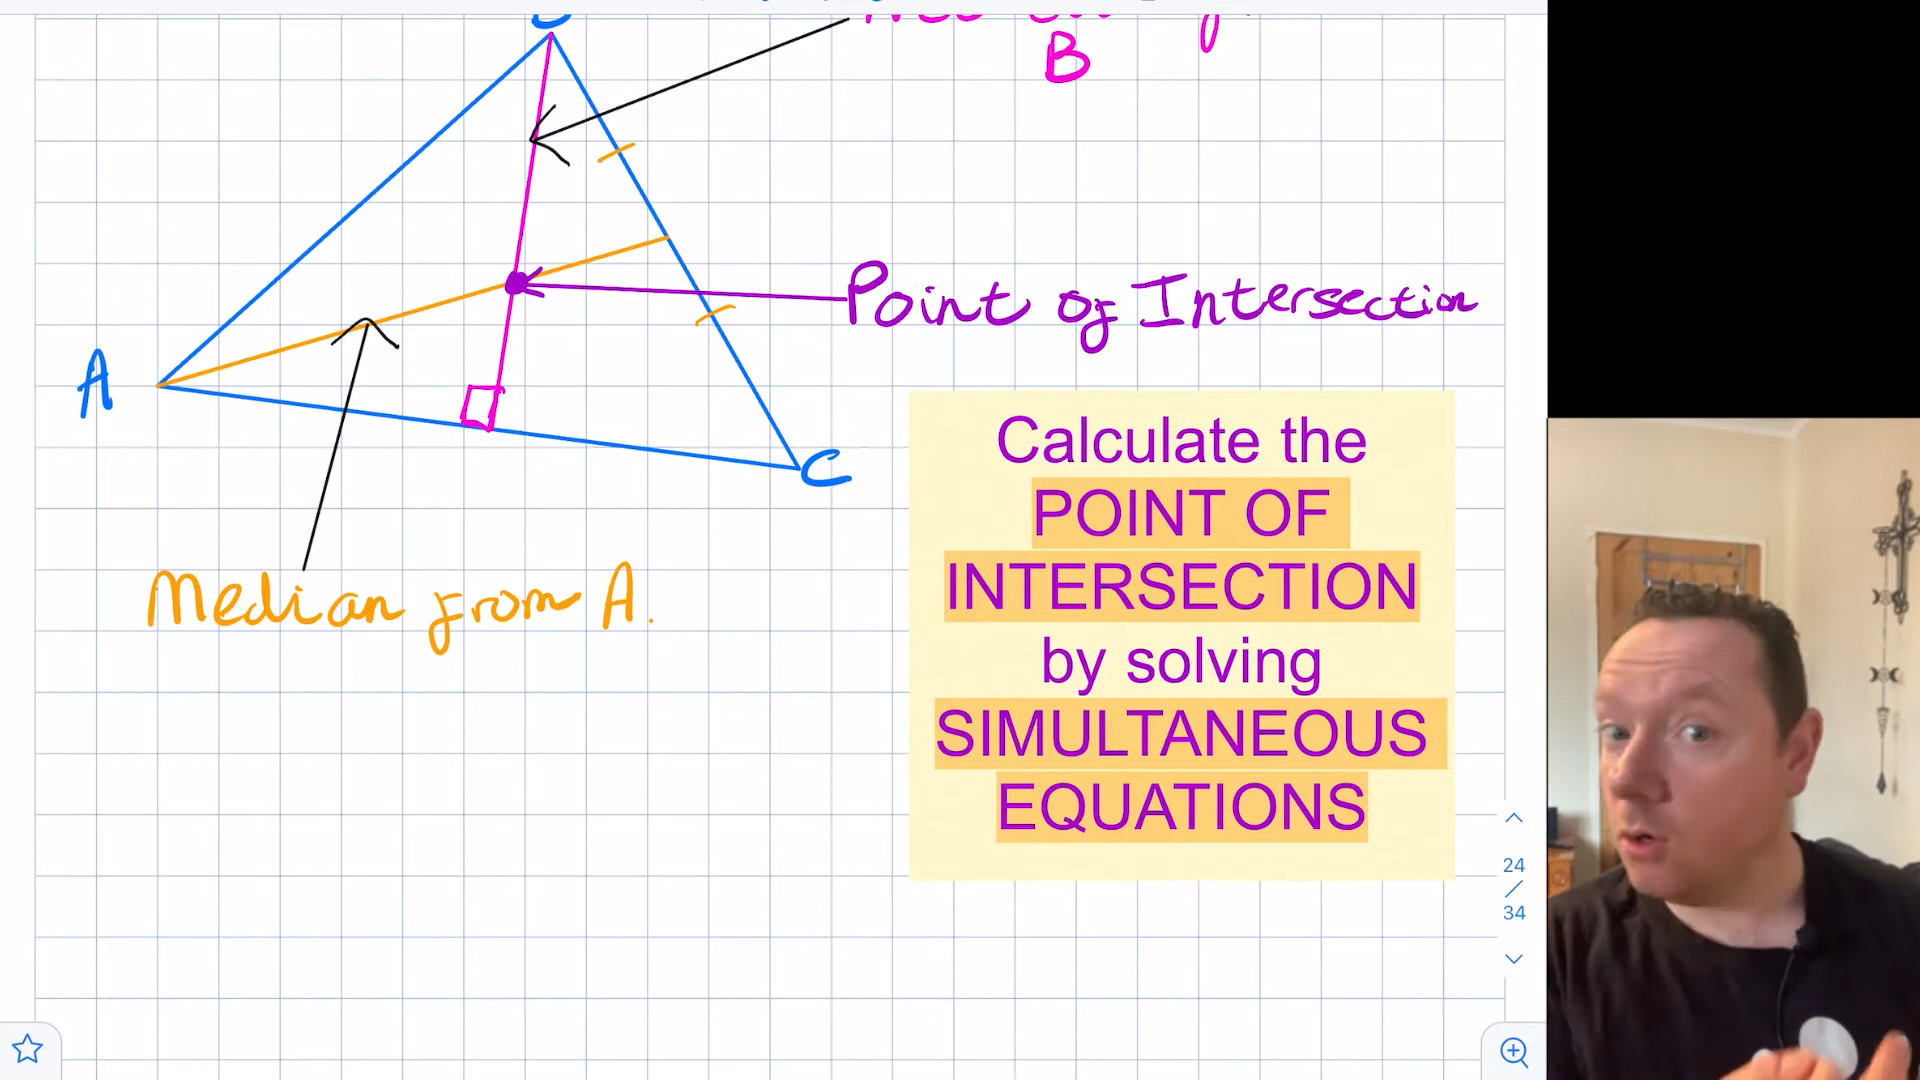 B
A
C
Point of Intersection
Median from A.
Calculate the
POINT OF
INTERSECTION
by solving
SIMULTANEOUS
EQUATIONS
24
/
34